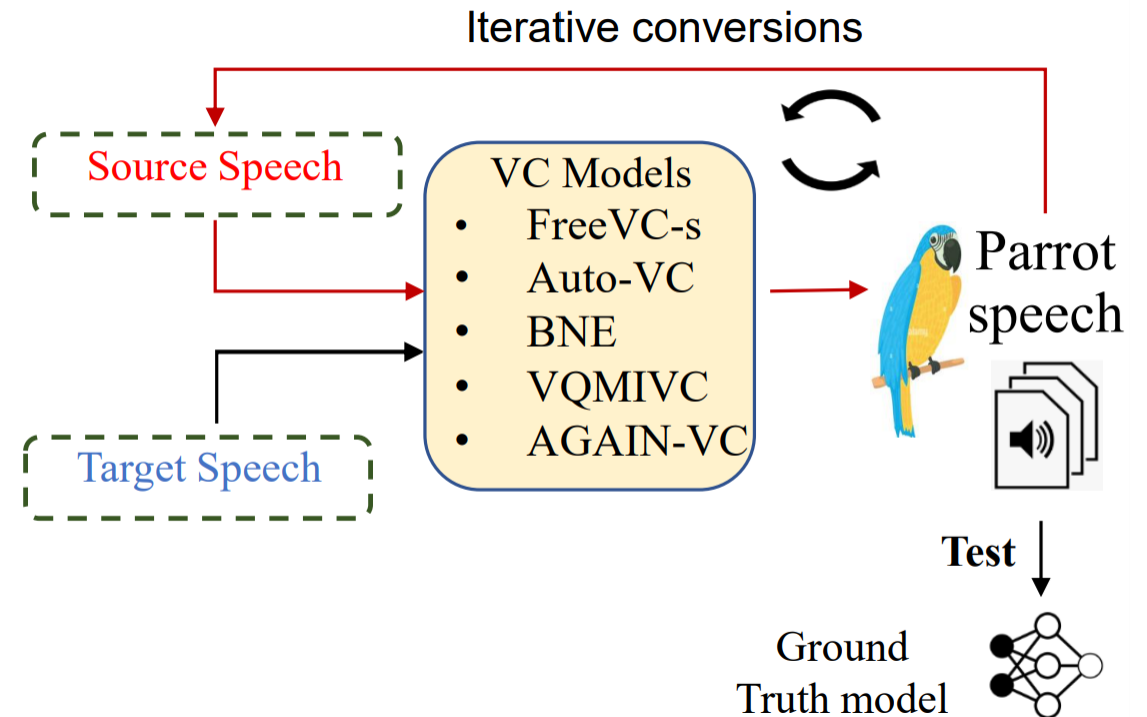 Iterative conversions
Source Speech
VC Models
• FreeVC-s
• Auto-VC
• BNE
• VQMIVC
• AGAIN-VC
Target Speech
Parrot
speech
Test
Ground
Truth model